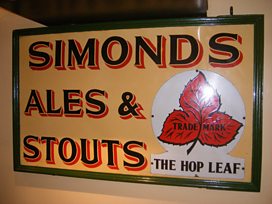 SIMONDS
ALES &
STOUTS
TRADE MARK
THE HOP LEAF